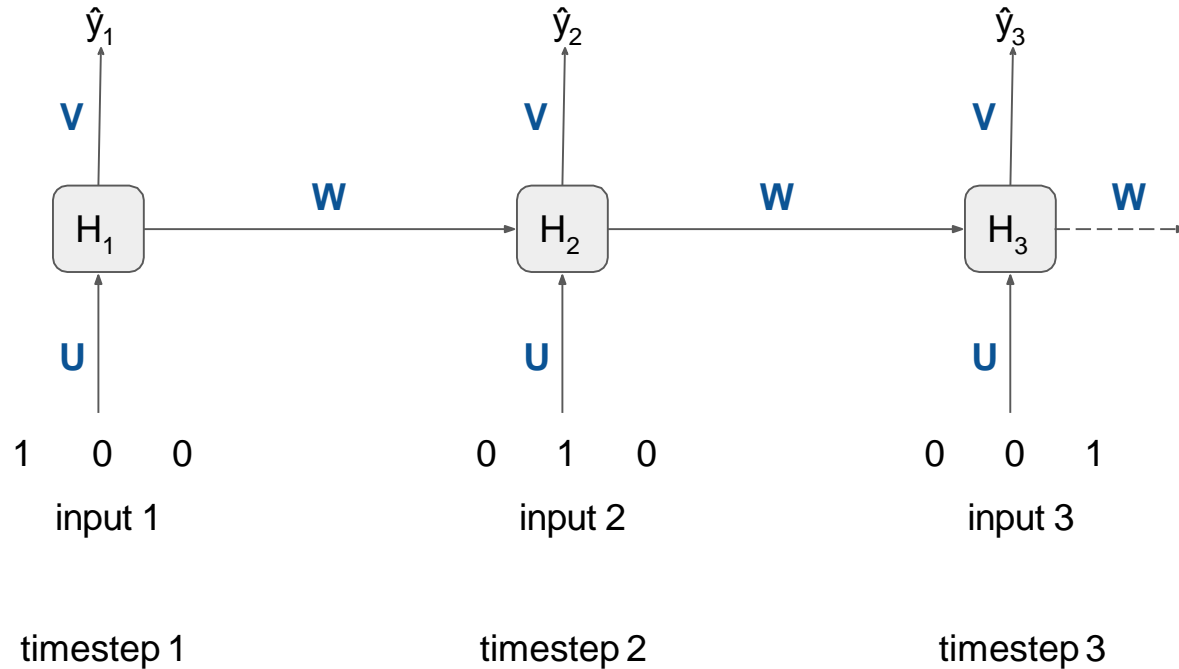 ŷ1 ŷ2 ŷ3
V V V
W W W
H1 H2 H3
U U U
1 0 0 0 1 0 0 0 1
input 1 input 2 input 3
timestep 1 timestep 2 timestep 3